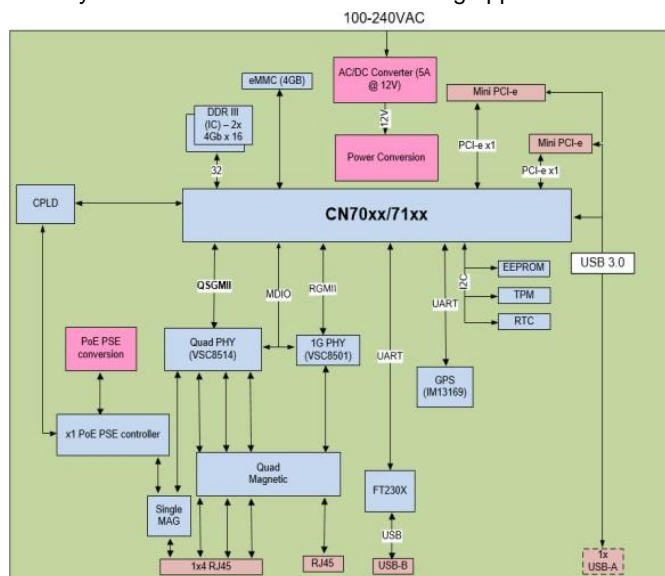 100-240VAC
AC/DC Converter (5A
@ 12V)
eMMC (4GB)
Mini PCI-e
DDR III
(IC) – 2x
4Gb x 16
12V
Power Conversion
PCI-e x1
Mini PCI-e
PCI-e x1
32
CPLD
CN70xx/71xx
USB 3.0
QSGMII
MDIO
RGMII
I2C
EEPROM
UART
TPM
RTC
PoE PSE
conversion
Quad PHY
(VSC8514)
1G PHY
(VSC8501)
UART
GPS
(IM13169)
x1 PoE PSE controller
Quad
Magnetic
FT230X
Single
MAG
USB
1x4 RJ45
RJ45
USB-B
1x
USB-A